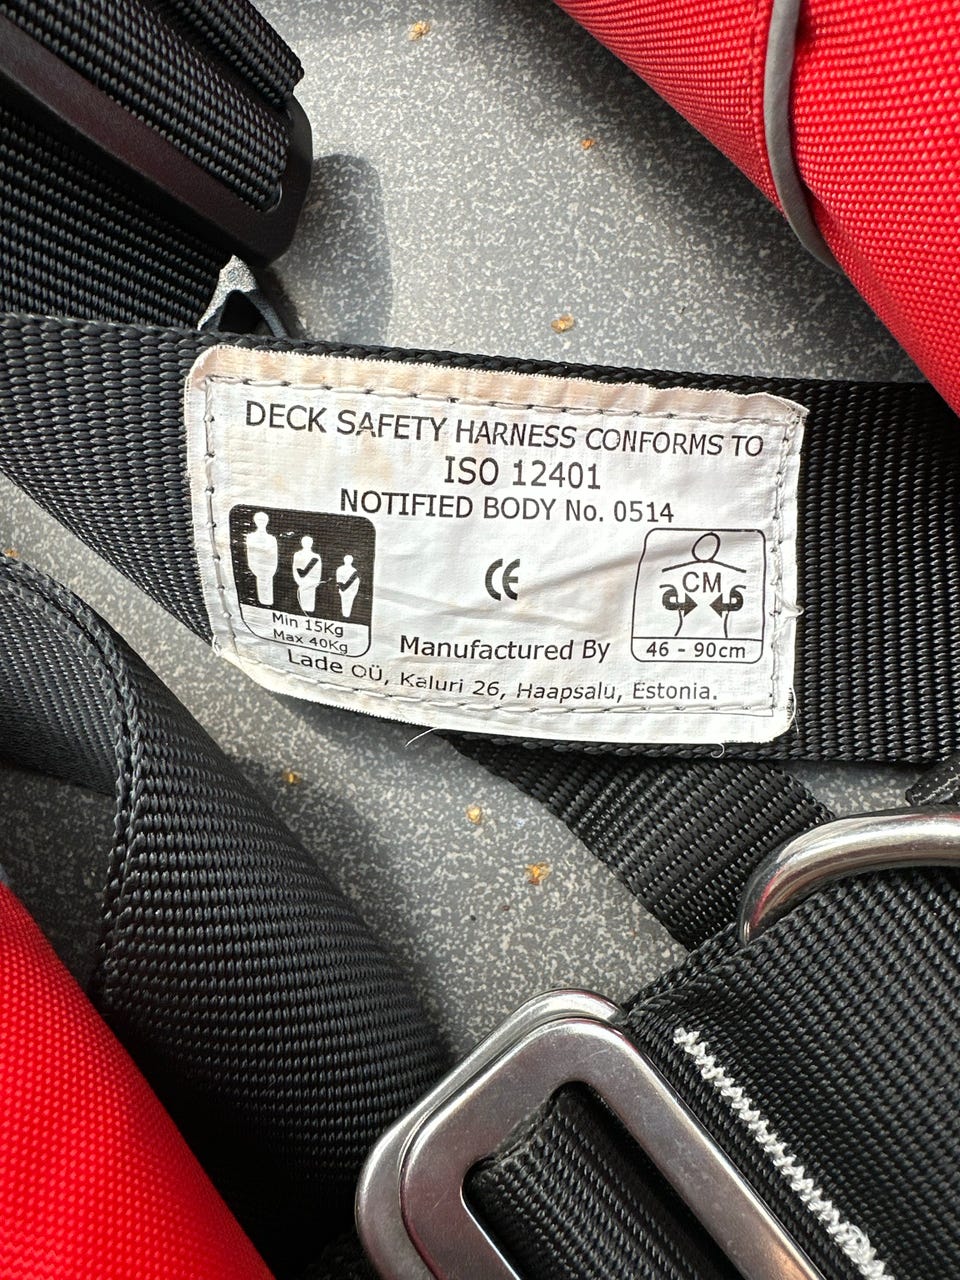 DECK SAFETY HARNESS CONFORMS TO
ISO 12401
NOTIFIED BODY No. 0514
CE
CM
Min 15Kg
Max 40Kg
46 - 90cm
Manufactured By
Lade OÜ, Kaluri 26, Haapsalu, Estonia.